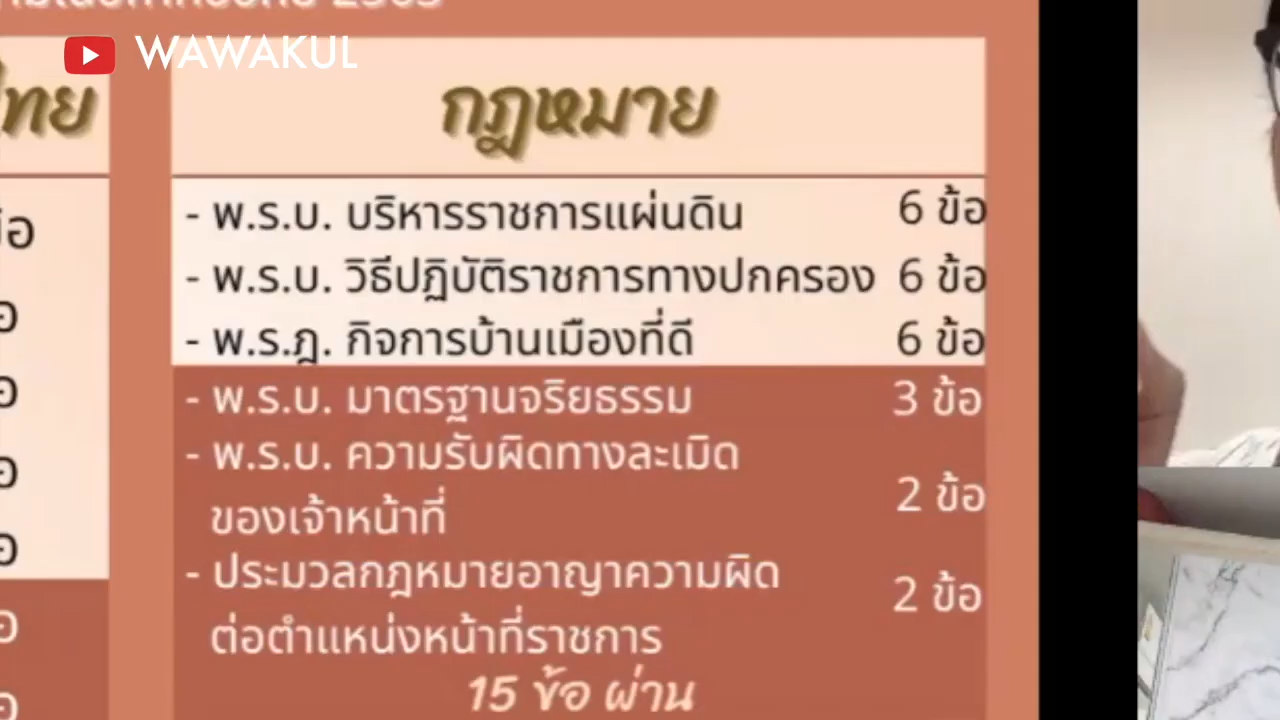 WAWAKUL
กฎหมาย
- พ.ร.บ. บริหารราชการแผ่นดิน 6 ข้อ
- พ.ร.บ. วิธีปฏิบัติราชการทางปกครอง 6 ข้อ
- พ.ร.ฎ. กิจการบ้านเมืองที่ดี 6 ข้อ
- พ.ร.บ. มาตรฐานจริยธรรม 3 ข้อ
- พ.ร.บ. ความรับผิดทางละเมิด
ของเจ้าหน้าที่ 2 ข้อ
- ประมวลกฎหมายอาญาความผิด
ต่อตำแหน่งหน้าที่ราชการ 2 ข้อ
15 ข้อ ผ่าน